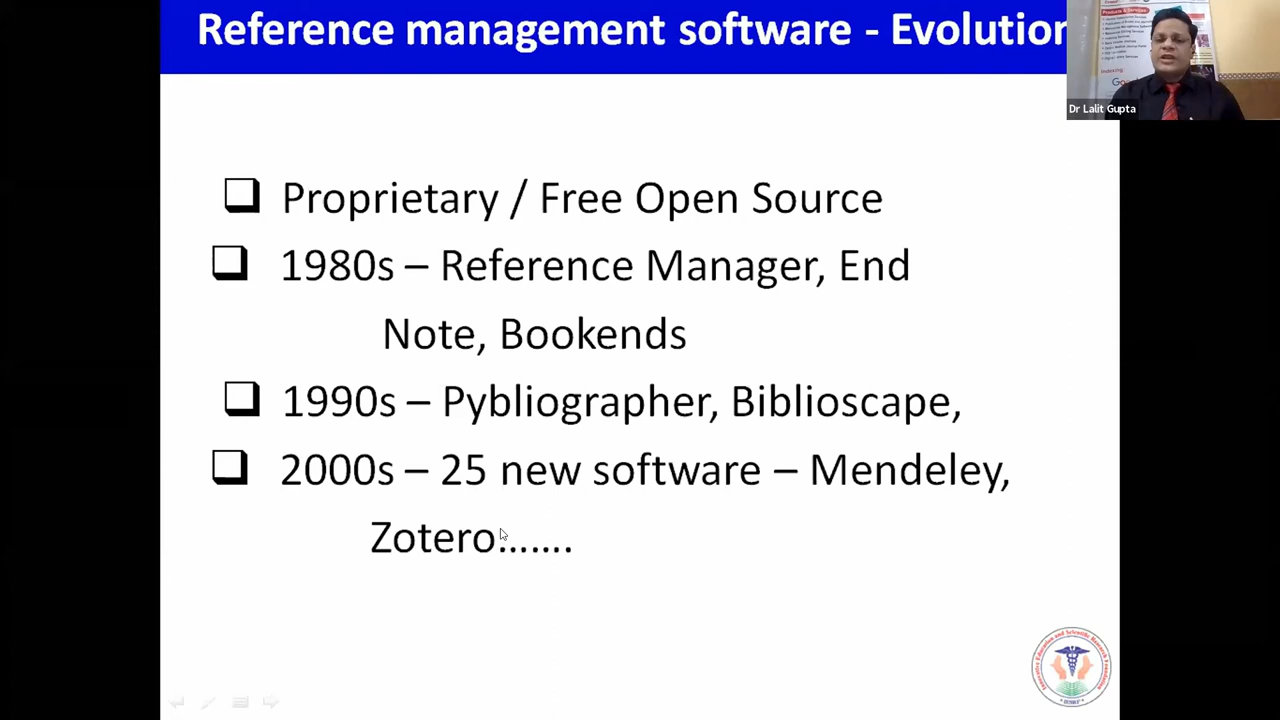 Reference management software - Evolution
Dr Lalit Gupta
❑ Proprietary / Free Open Source
❑ 1980s – Reference Manager, End
Note, Bookends
❑ 1990s – Pybliographer, Biblioscape,
❑ 2000s – 25 new software – Mendeley,
Zotero…….